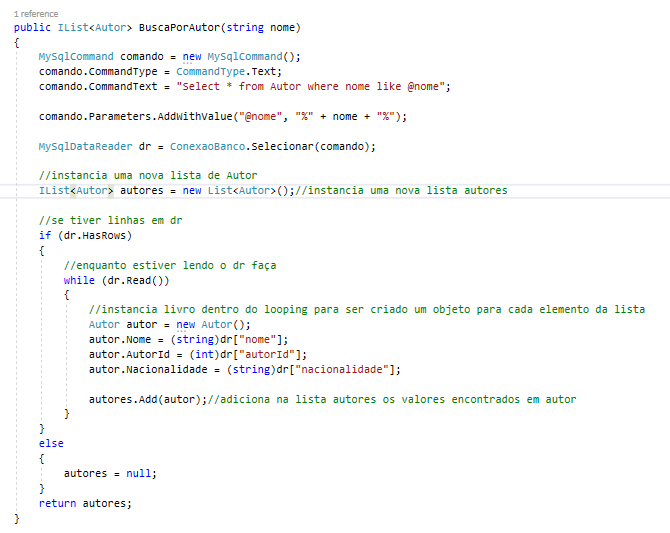 1 reference
public IList<Autor> BuscaPorAutor(string nome)
{
MySqlCommand comando = new MySqlCommand();
comando.CommandType = CommandType.Text;
comando.CommandText = "Select * from Autor where nome like @nome";
comando.Parameters.AddWithValue("@nome", "%" + nome + "%");
MySqlDataReader dr = ConexaoBanco.Selecionar(comando);
//instancia uma nova lista de Autor
IList<Autor> autores = new List<Autor>();//instancia uma nova lista autores
//se tiver linhas em dr
if (dr.HasRows)
{
//enquanto estiver lendo o dr faça
while (dr.Read())
{
//instancia livro dentro do looping para ser criado um objeto para cada elemento da lista
Autor autor = new Autor();
autor.Nome = (string)dr["nome"];
autor.AutorId = (int)dr["autorId"];
autor.Nacionalidade = (string)dr["nacionalidade"];
autores.Add(autor);//adiciona na lista autores os valores encontrados em autor
}
}
else
{
autores = null;
}
return autores;
}